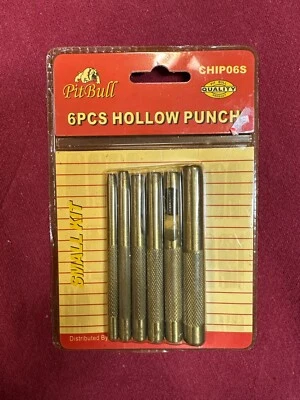 CHIP06S
PitBull
QUALITY
6PCS HOLLOW PUNCH
SMALL KIT
Distributed By